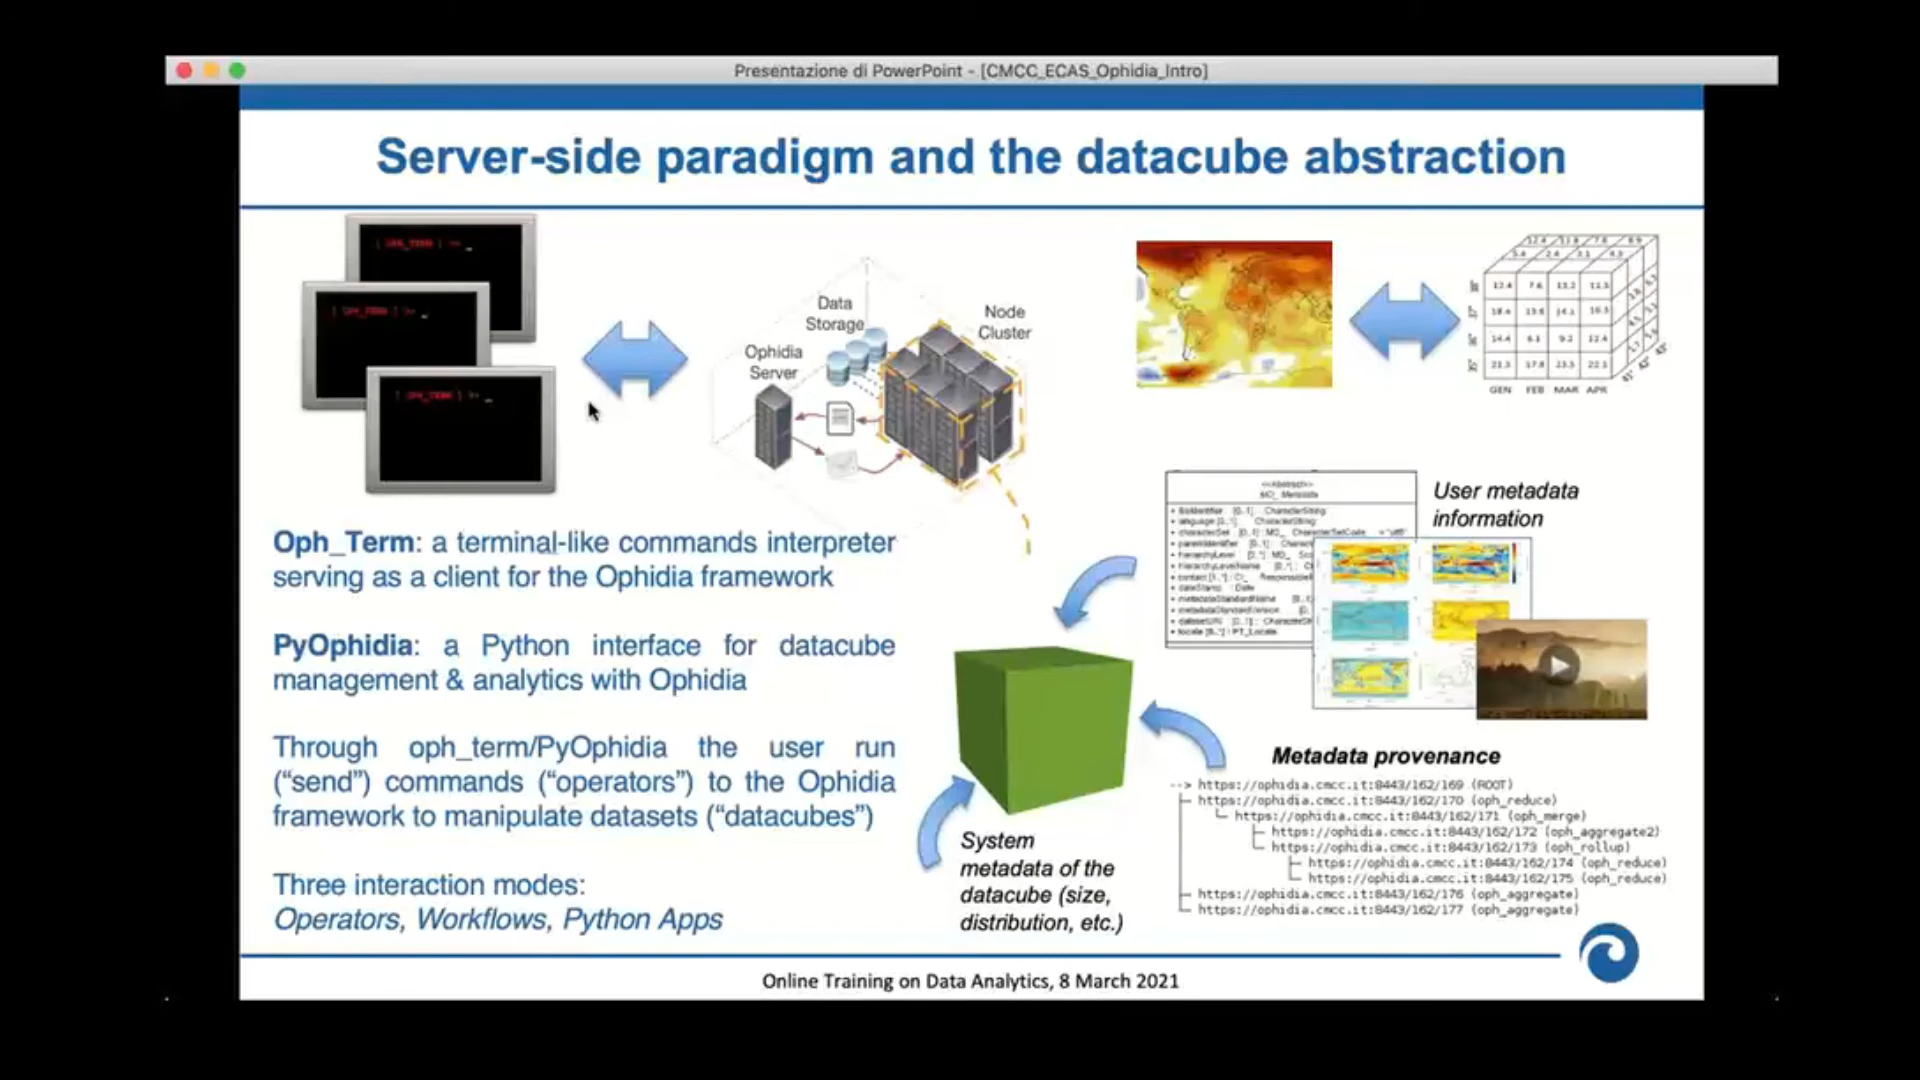 Presentazione di PowerPoint - [CMCC_ECAS_Ophidia_Intro]
Server-side paradigm and the datacube abstraction
Data
Storage
Node
Cluster
Ophidia
Server
GEN FEB MAR APR
Oph_Term: a terminal-like commands interpreter
serving as a client for the Ophidia framework
PyOphidia: a Python interface for datacube
management & analytics with Ophidia
Through oph_term/PyOphidia the user run
(“send”) commands (“operators”) to the Ophidia
framework to manipulate datasets (“datacubes”)
Three interaction modes:
Operators, Workflows, Python Apps
User metadata
information
Metadata provenance
--> https://ophidia.cmcc.it:8443/162/169 (ROOT)
https://ophidia.cmcc.it:8443/162/170 (oph_reduce)
https://ophidia.cmcc.it:8443/162/171 (oph_merge)
https://ophidia.cmcc.it:8443/162/172 (oph_aggregate2)
https://ophidia.cmcc.it:8443/162/173 (oph_rollup)
https://ophidia.cmcc.it:8443/162/174 (oph_reduce)
https://ophidia.cmcc.it:8443/162/175 (oph_reduce)
https://ophidia.cmcc.it:8443/162/176 (oph_aggregate)
https://ophidia.cmcc.it:8443/162/177 (oph_aggregate)
System
metadata of the
datacube (size,
distribution, etc.)
Online Training on Data Analytics, 8 March 2021